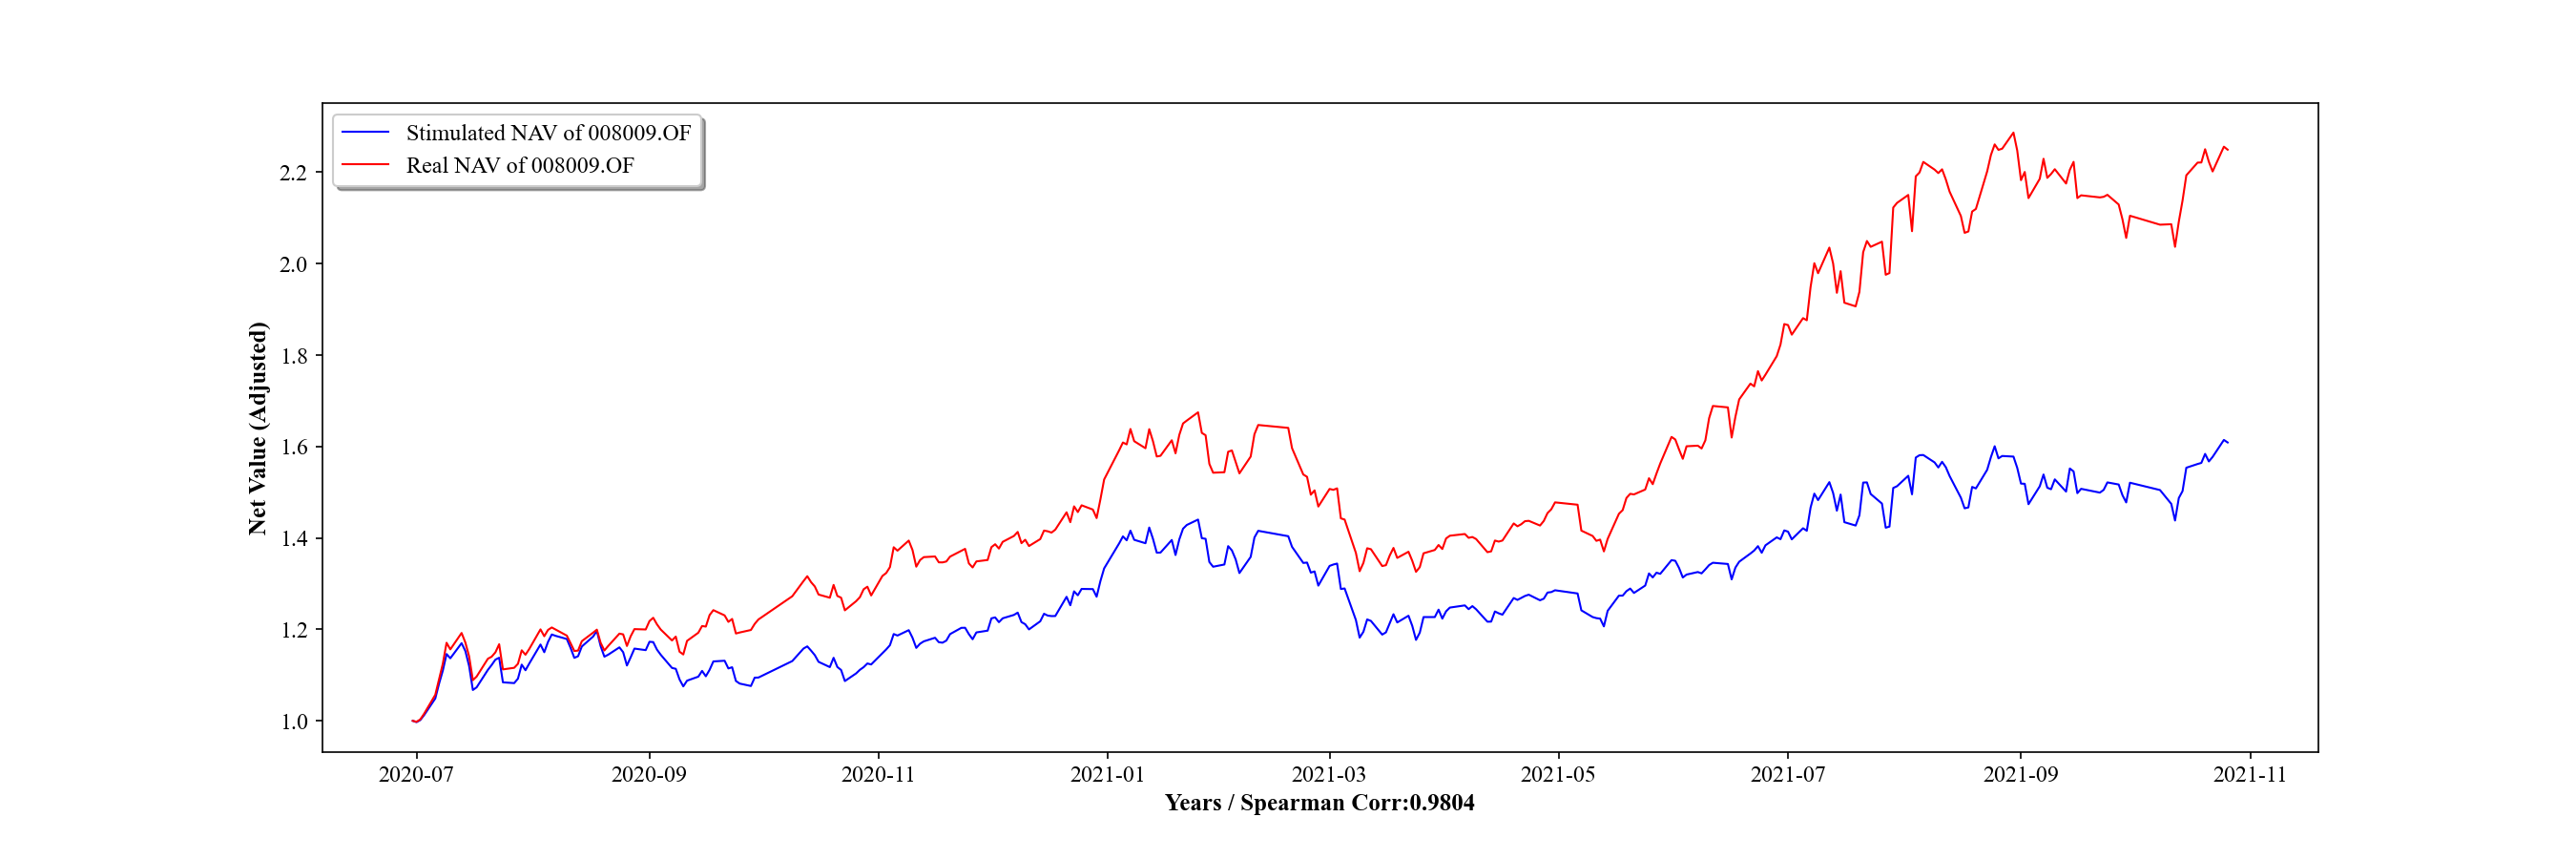 Stimulated NAV of 008009.OF
Real NAV of 008009.OF
Net Value (Adjusted)
2.2
2.0
1.8
1.6
1.4
1.2
1.0
2020-07 2020-09 2020-11 2021-01 2021-03 2021-05 2021-07 2021-09 2021-11
Years / Spearman Corr:0.9804